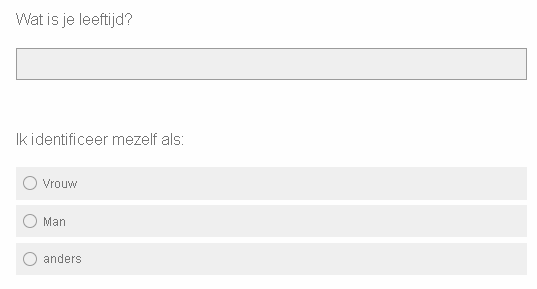 Wat is je leeftijd?
Ik identificeer mezelf als:
Vrouw
Man
anders